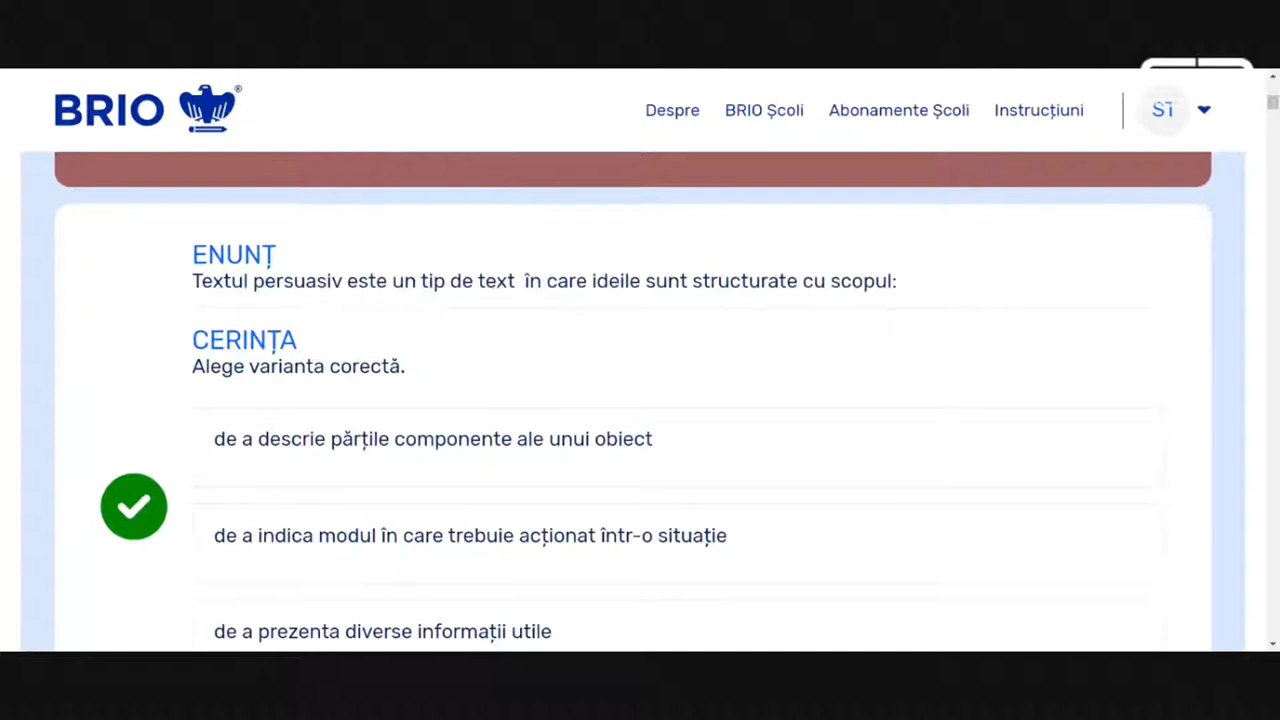 BRIO ®
Despre BRIO Școli Abonamente Școli Instrucțiuni ST
ENUNȚ
Textul persuasiv este un tip de text în care ideile sunt structurate cu scopul:
CERINȚA
Alege varianta corectă.
de a descrie părțile componente ale unui obiect
de a indica modul în care trebuie acționat într-o situație
de a prezenta diverse informații utile